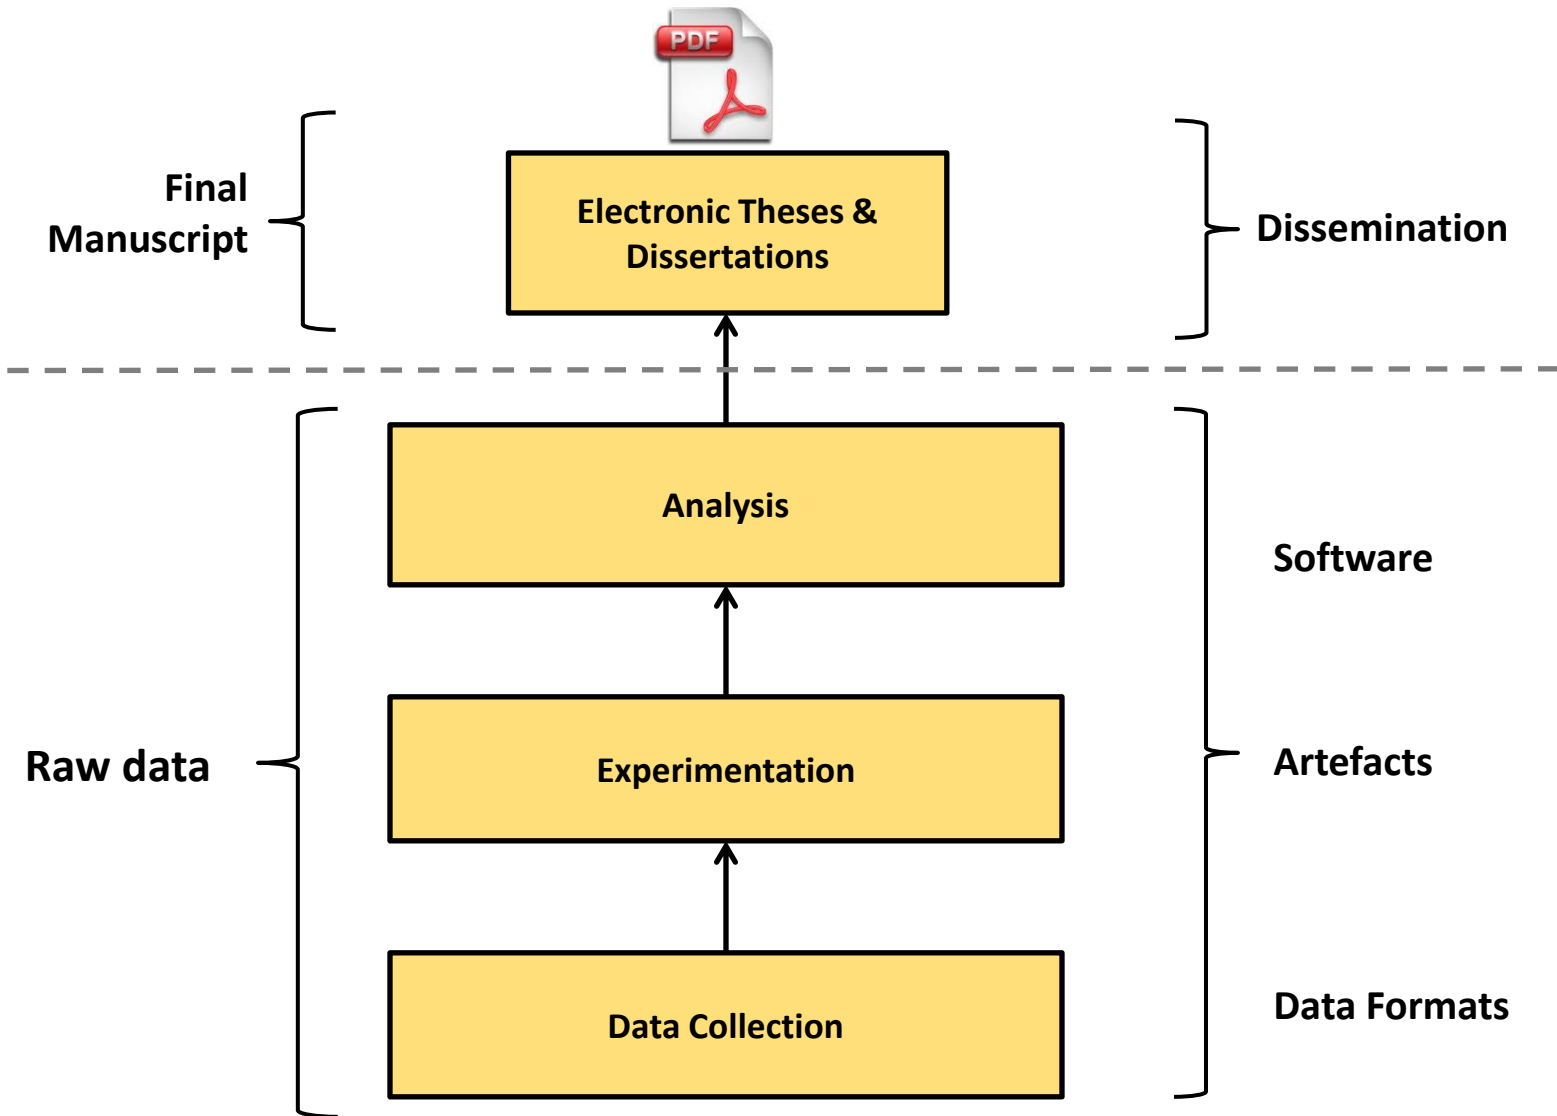 PDF
Final
Manuscript
Electronic Theses &
Dissertations
Dissemination
Analysis
Software
Raw data
Experimentation
Artefacts
Data Collection
Data Formats